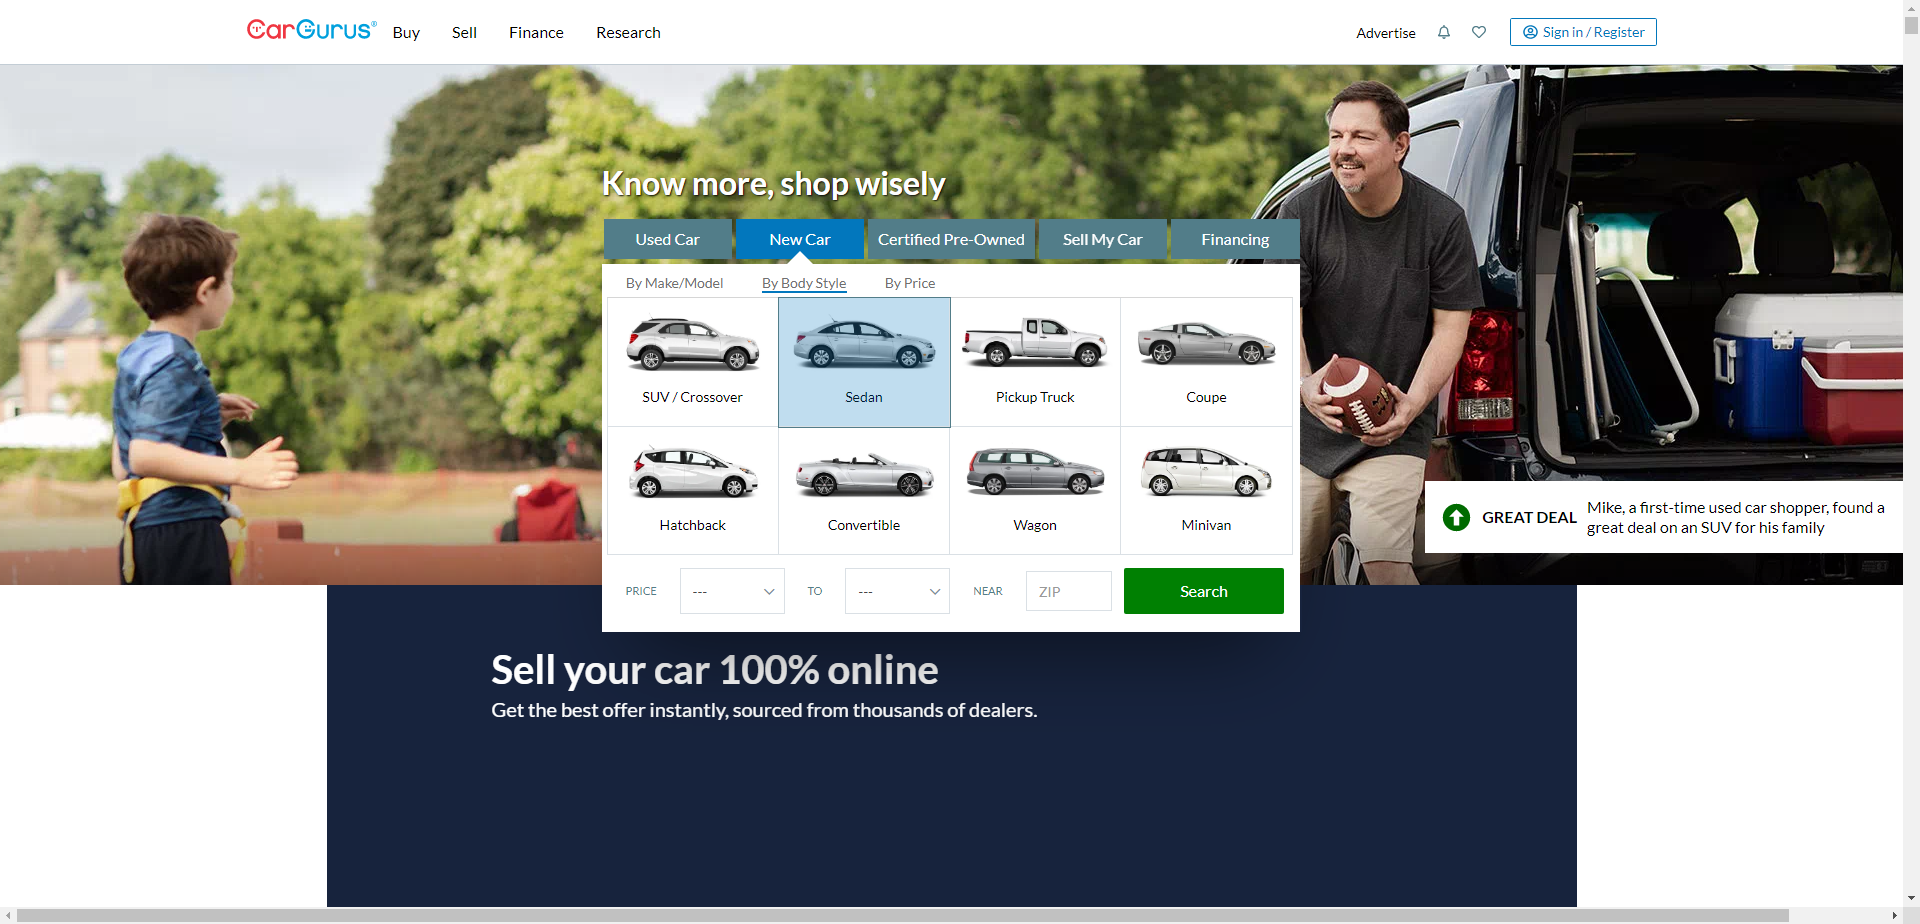 CarGurus® Buy Sell Finance Research Advertise Sign in / Register
Know more, shop wisely
Used Car New Car Certified Pre-Owned Sell My Car Financing
By Make/Model By Body Style By Price
SUV / Crossover Sedan Pickup Truck Coupe
Hatchback Convertible Wagon Minivan
GREAT DEAL
Mike, a first-time used car shopper, found a
great deal on an SUV for his family
PRICE --- TO --- NEAR ZIP Search
Sell your car 100% online
Get the best offer instantly, sourced from thousands of dealers.